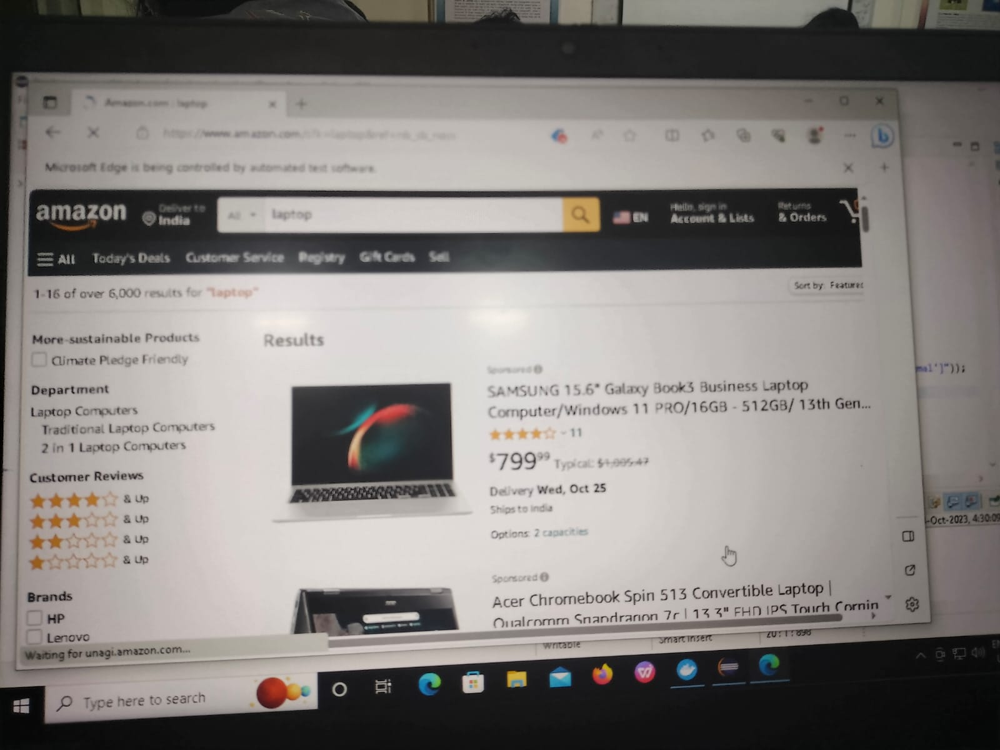 Amazon.com : laptop
https://www.amazon.com/s?k=laptop&ref=nb_sb_noss
Microsoft Edge is being controlled by automated test software.
amazon
Deliver to
India
All
laptop
EN
Hello, sign in
Account & Lists
Returns
& Orders
All Today's Deals Customer Service Registry Gift Cards Sell
1-16 of over 6,000 results for "laptop"
Sort by: Featured
More-sustainable Products
Climate Pledge Friendly
Department
Laptop Computers
Traditional Laptop Computers
2 in 1 Laptop Computers
Customer Reviews
& Up
& Up
& Up
& Up
Brands
HP
Lenovo
Waiting for unagi.amazon.com...
Results
Sponsored
SAMSUNG 15.6" Galaxy Book3 Business Laptop
Computer/Windows 11 PRO/16GB - 512GB/ 13th Gen...
11
$799.99 Typical: $1,005.47
Delivery Wed, Oct 25
Ships to India
Options: 2 capacities
Sponsored
Acer Chromebook Spin 513 Convertible Laptop |
Qualcomm Snapdragon 7c | 13.3" FHD IPS Touch Cornin
mal']"));
-Oct-2023, 4:30:09
Writable
Smart Insert
20 : 1 : 898
Type here to search